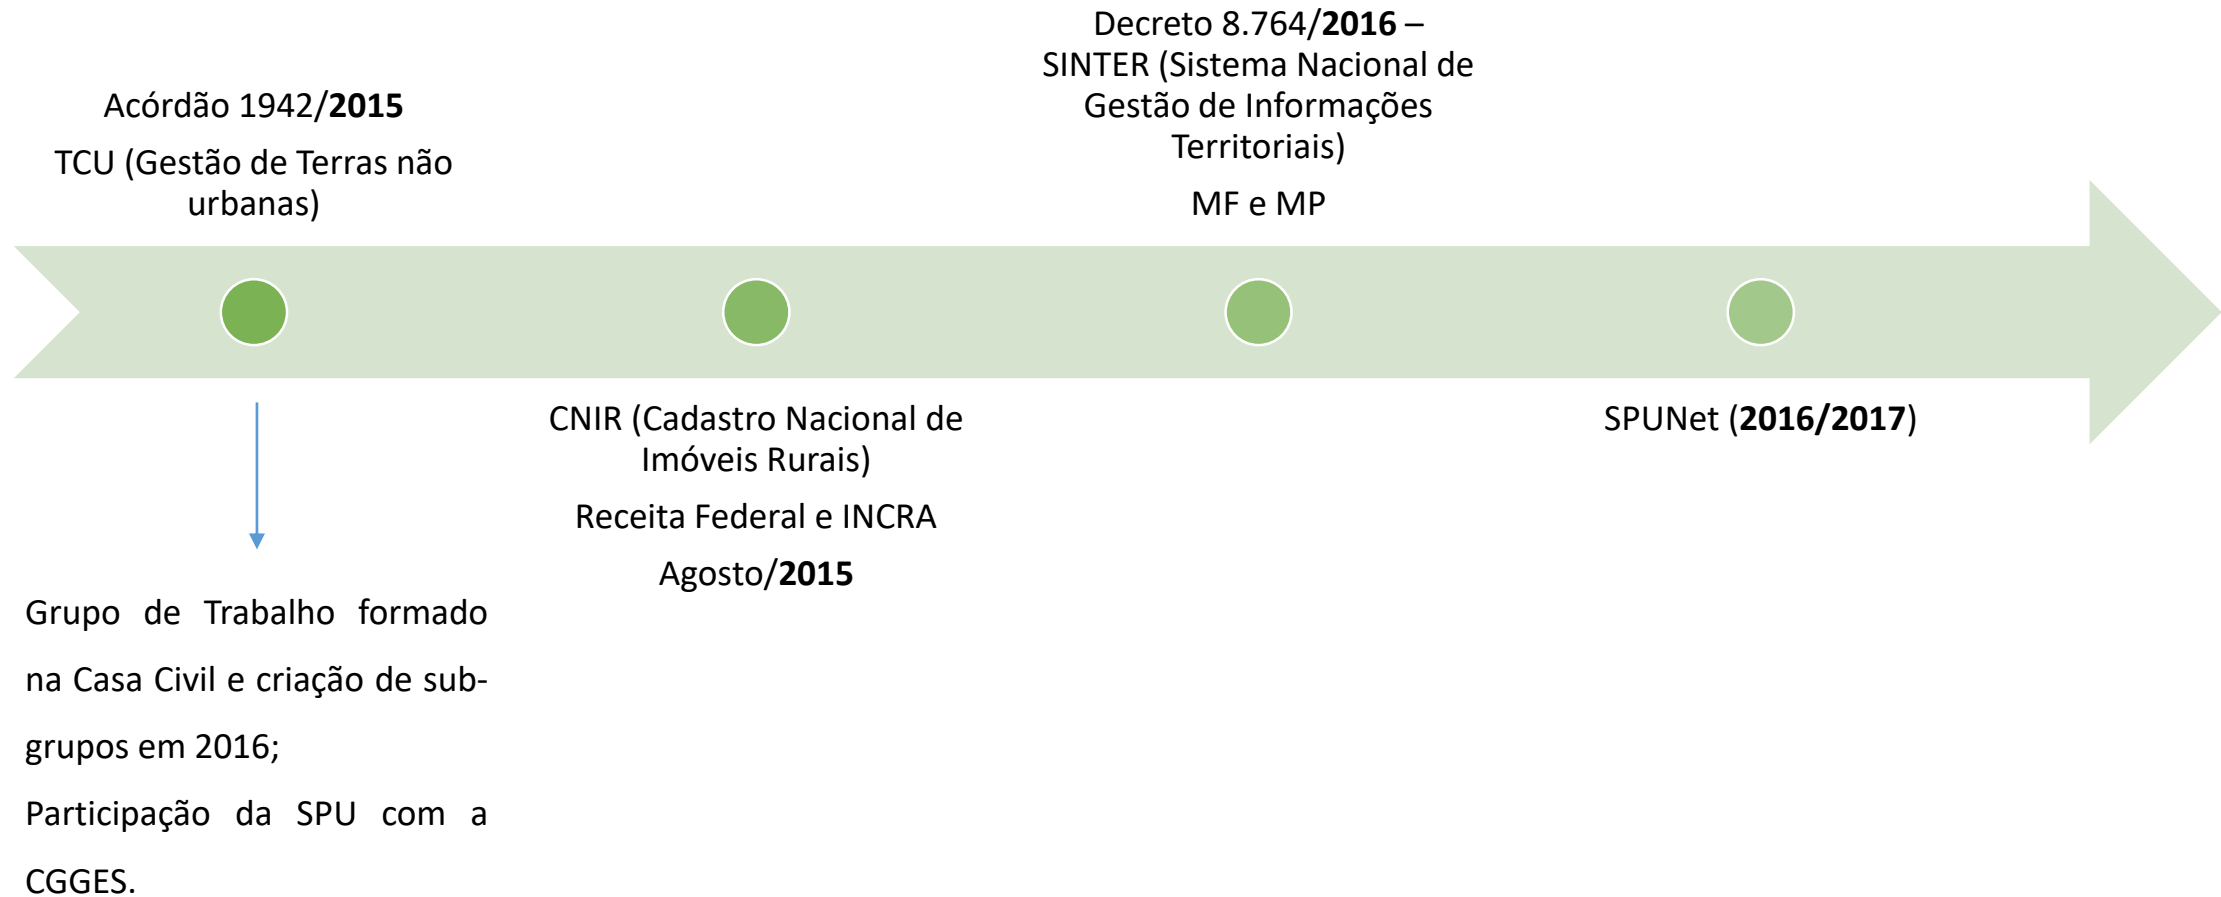 Acórdão 1942/2015
TCU (Gestão de Terras não
urbanas)
Grupo de Trabalho formado
na Casa Civil e criação de sub-
grupos em 2016;
Participação da SPU com a
CGGES.
CNIR (Cadastro Nacional de
Imóveis Rurais)
Receita Federal e INCRA
Agosto/2015
Decreto 8.764/2016 –
SINTER (Sistema Nacional de
Gestão de Informações
Territoriais)
MF e MP
SPUNet (2016/2017)